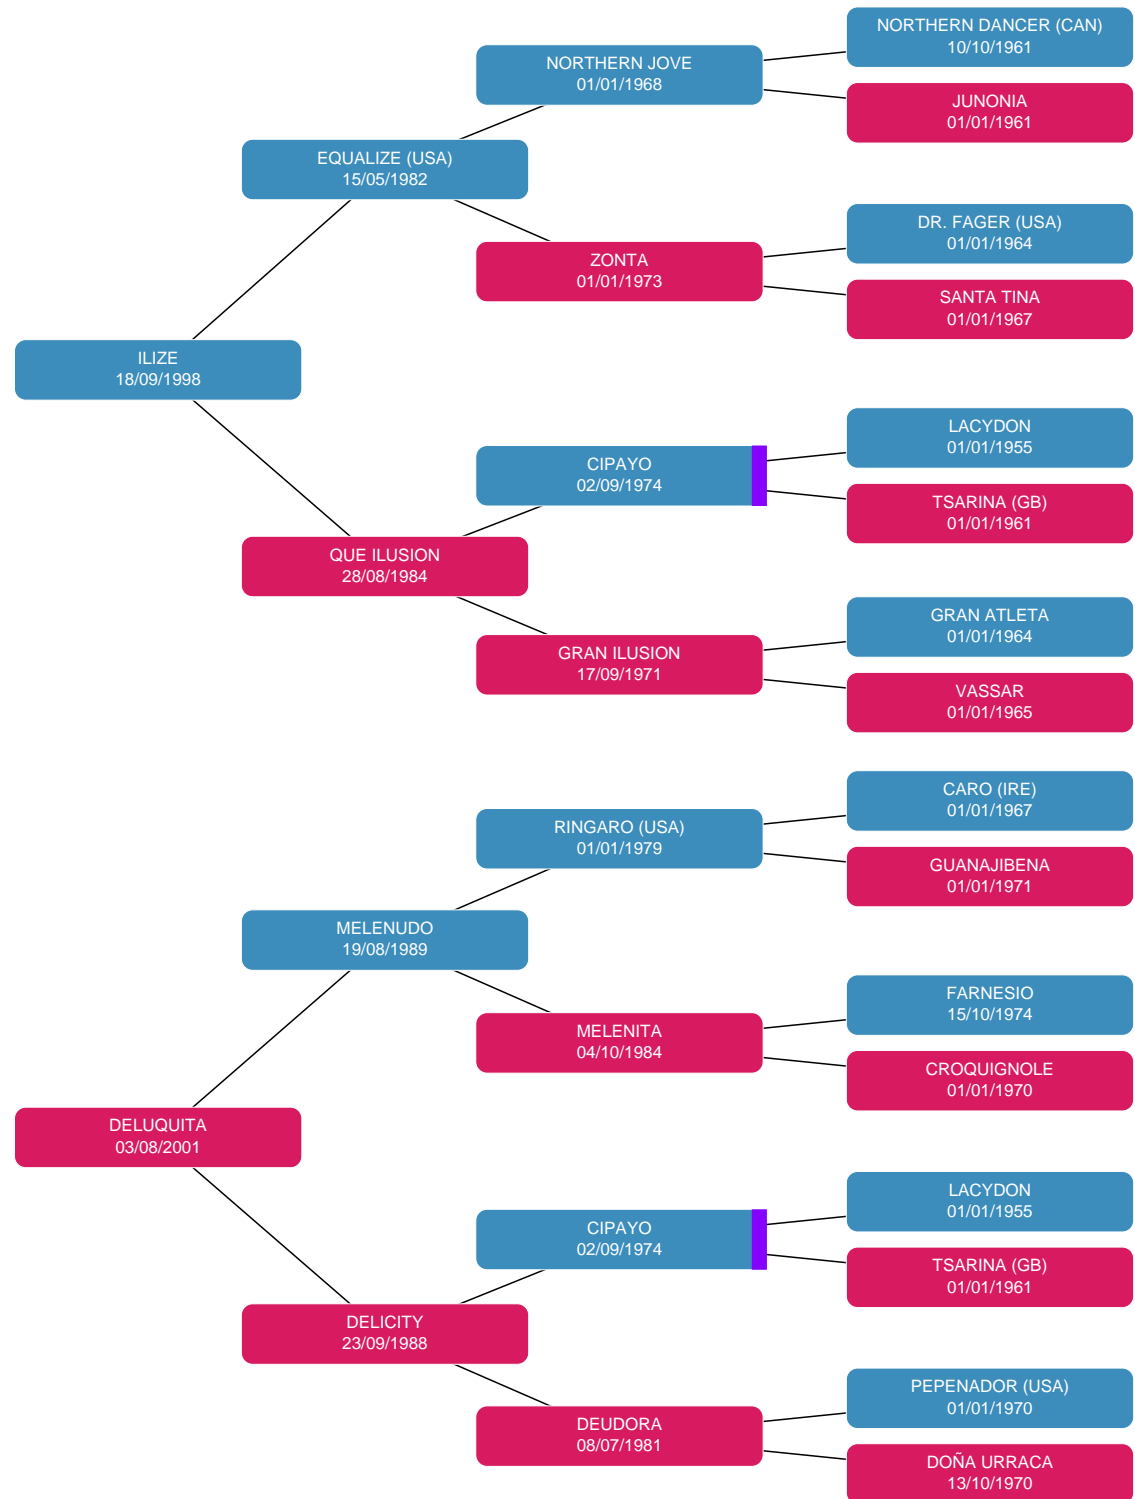 NORTHERN DANCER (CAN)
10/10/1961
NORTHERN JOVE
01/01/1968
JUNONIA
01/01/1961
EQUALIZE (USA)
15/05/1982
DR. FAGER (USA)
01/01/1964
ZONTA
01/01/1973
SANTA TINA
01/01/1967
ILIZE
18/09/1998
LACYDON
01/01/1955
CIPAYO
02/09/1974
TSARINA (GB)
01/01/1961
QUE ILUSION
28/08/1984
GRAN ATLETA
01/01/1964
GRAN ILUSION
17/09/1971
VASSAR
01/01/1965
CARO (IRE)
01/01/1967
RINGARO (USA)
01/01/1979
GUANAJIBENA
01/01/1971
MELENUDO
19/08/1989
FARNESIO
15/10/1974
MELENITA
04/10/1984
CROQUIGNOLE
01/01/1970
DELUQUITA
03/08/2001
LACYDON
01/01/1955
CIPAYO
02/09/1974
TSARINA (GB)
01/01/1961
DELICITY
23/09/1988
PEPENADOR (USA)
01/01/1970
DEUDORA
08/07/1981
DOÑA URRACA
13/10/1970